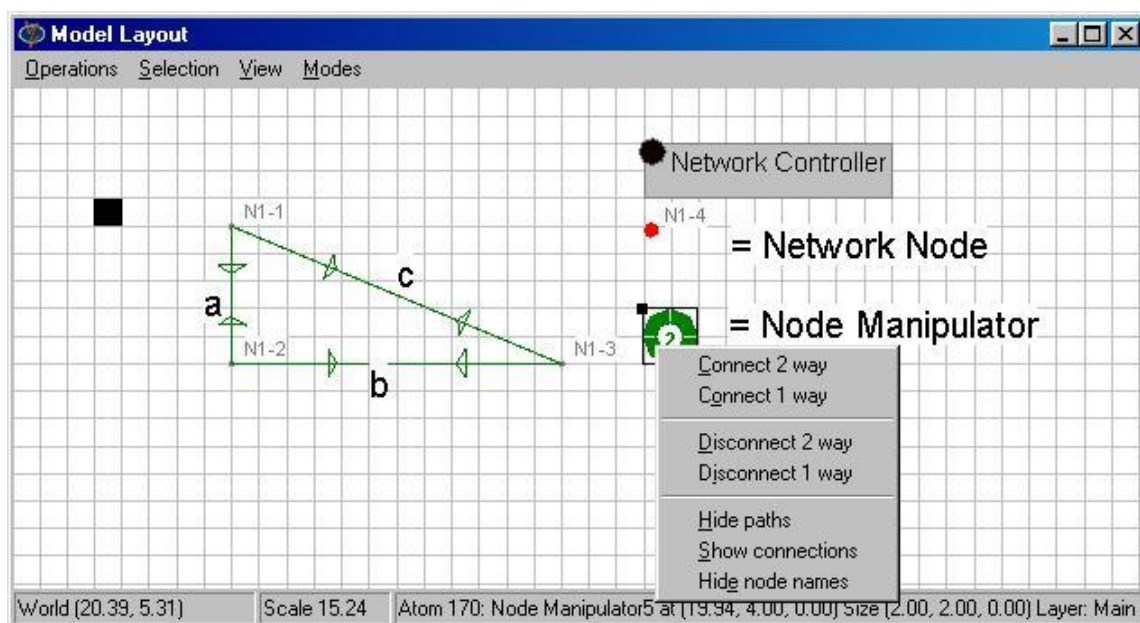 Model Layout
Operations Selection View Modes
Network Controller
N1-1
N1-4
= Network Node
c
a
= Node Manipulator
2
N1-2
N1-3
b
Connect 2 way
Connect 1 way
Disconnect 2 way
Disconnect 1 way
Hide paths
Show connections
Hide node names
World (20.39, 5.31) Scale 15.24 Atom 170: Node Manipulator5 at (19.94, 4.00, 0.00) Size (2.00, 2.00, 0.00) Layer: Main